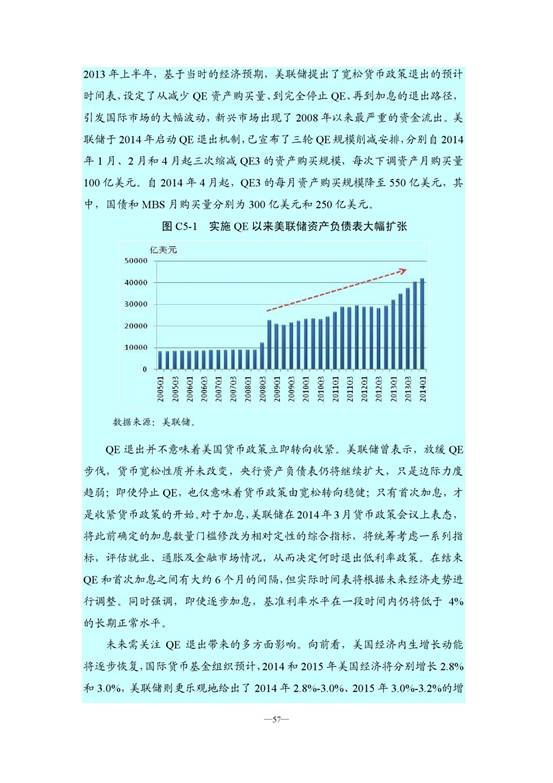 2013 年上半年，基于当时的经济预期，美联储提出了宽松货币政策退出的预计
时间表，设定了从减少 QE 资产购买量、到完全停止 QE、再到加息的退出路径，
引发国际市场的大幅波动，新兴市场出现了 2008 年以来最严重的资金流出。美
联储于 2014 年启动 QE 退出机制，已宣布了三轮 QE 规模削减安排，分别自 2014
年 1 月、2 月和 4 月起三次缩减 QE3 的资产购买规模，每次下调资产月购买量
100 亿美元。自 2014 年 4 月起，QE3 的每月资产购买规模降至 550 亿美元，其
中，国债和 MBS 月购买量分别为 300 亿美元和 250 亿美元。
图 C5-1 实施 QE 以来美联储资产负债表大幅扩张
亿美元
50000
40000
30000
20000
10000
0
2005Q1 2005Q3 2006Q1 2006Q3 2007Q1 2007Q3 2008Q1 2008Q3 2009Q1 2009Q3 2010Q1 2010Q3 2011Q1 2011Q3 2012Q1 2012Q3 2013Q1 2013Q3 2014Q1
数据来源：美联储。
QE 退出并不意味着美国货币政策立即转向收紧。美联储曾表示，放缓 QE
步伐，货币宽松性质并未改变，央行资产负债表仍将继续扩大，只是边际力度
趋弱；即使停止 QE，也仅意味着货币政策由宽松转向稳健；只有首次加息，才
是收紧货币政策的开始。对于加息，美联储在 2014 年 3 月货币政策会议上表态，
将此前确定的加息数量门槛修改为相对定性的综合指标，将统筹考虑一系列指
标，评估就业、通胀及金融市场情况，从而决定何时退出低利率政策。在结束
QE 和首次加息之间有大约 6 个月的间隔，但实际时间表将根据未来经济走势进
行调整。同时强调，即使逐步加息，基准利率水平在一段时间内仍将低于 4%
的长期正常水平。
未来需关注 QE 退出带来的多方面影响。向前看，美国经济内生增长动能
将逐步恢复，国际货币基金组织预计，2014 和 2015 年美国经济将分别增长 2.8%
和 3.0%，美联储则更乐观地给出了 2014 年 2.8%-3.0%、2015 年 3.0%-3.2%的增
—57—